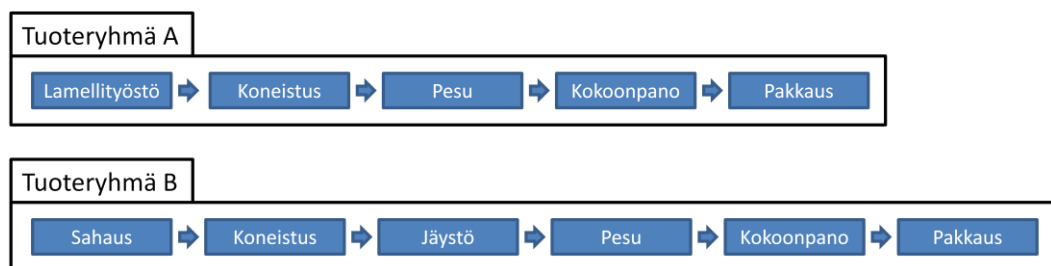 Tuoteryhmä A
Lamellityöstö Koneistus Pesu Kokoonpano Pakkaus
Tuoteryhmä B
Sahaus Koneistus Jäystö Pesu Kokoonpano Pakkaus